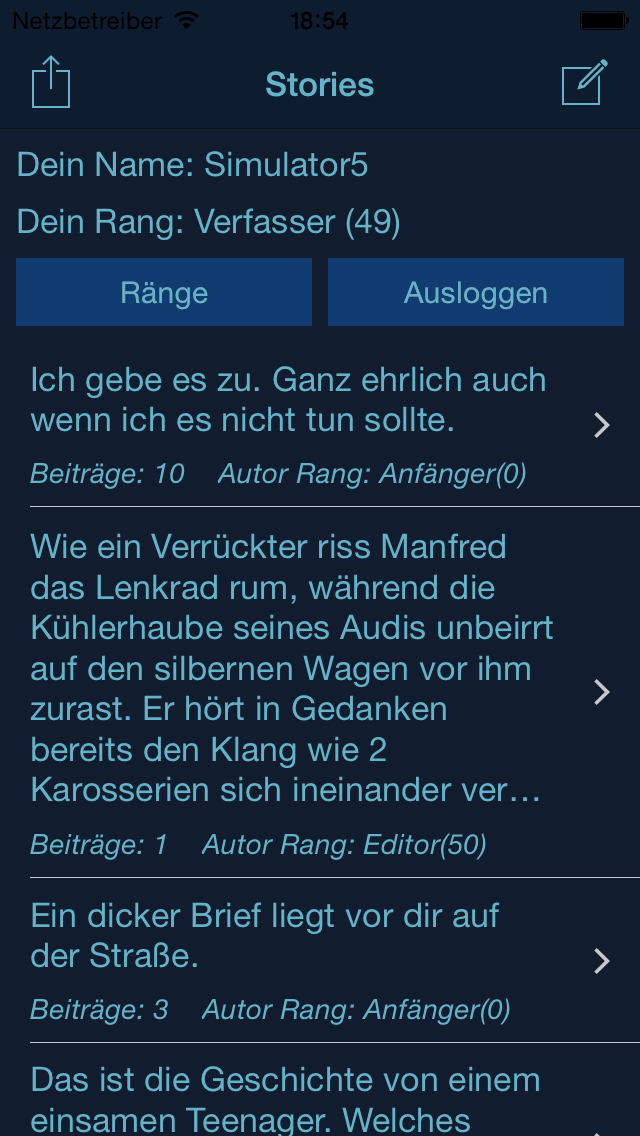 Netzbetreiber 18:54
Stories
Dein Name: Simulator5
Dein Rang: Verfasser (49)
Ränge Ausloggen
Ich gebe es zu. Ganz ehrlich auch
wenn ich es nicht tun sollte.
Beiträge: 10 Autor Rang: Anfänger(0)
Wie ein Verrückter riss Manfred
das Lenkrad rum, während die
Kühlerhaube seines Audis unbeirrt
auf den silbernen Wagen vor ihm
zurast. Er hört in Gedanken
bereits den Klang wie 2
Karosserien sich ineinander ver…
Beiträge: 1 Autor Rang: Editor(50)
Ein dicker Brief liegt vor dir auf
der Straße.
Beiträge: 3 Autor Rang: Anfänger(0)
Das ist die Geschichte von einem
einsamen Teenager. Welches